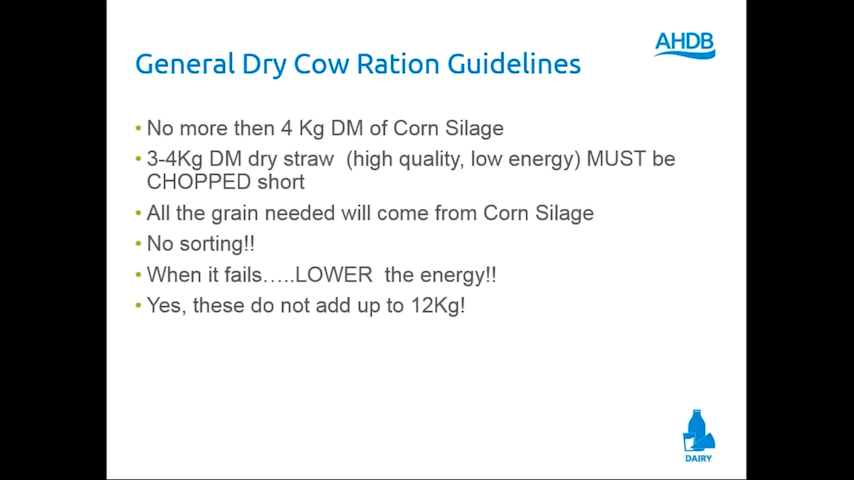 AHDB
General Dry Cow Ration Guidelines
• No more then 4 Kg DM of Corn Silage
• 3-4Kg DM dry straw  (high quality, low energy) MUST be
CHOPPED short
• All the grain needed will come from Corn Silage
• No sorting!!
• When it fails…..LOWER  the energy!!
• Yes, these do not add up to 12Kg!
DAIRY